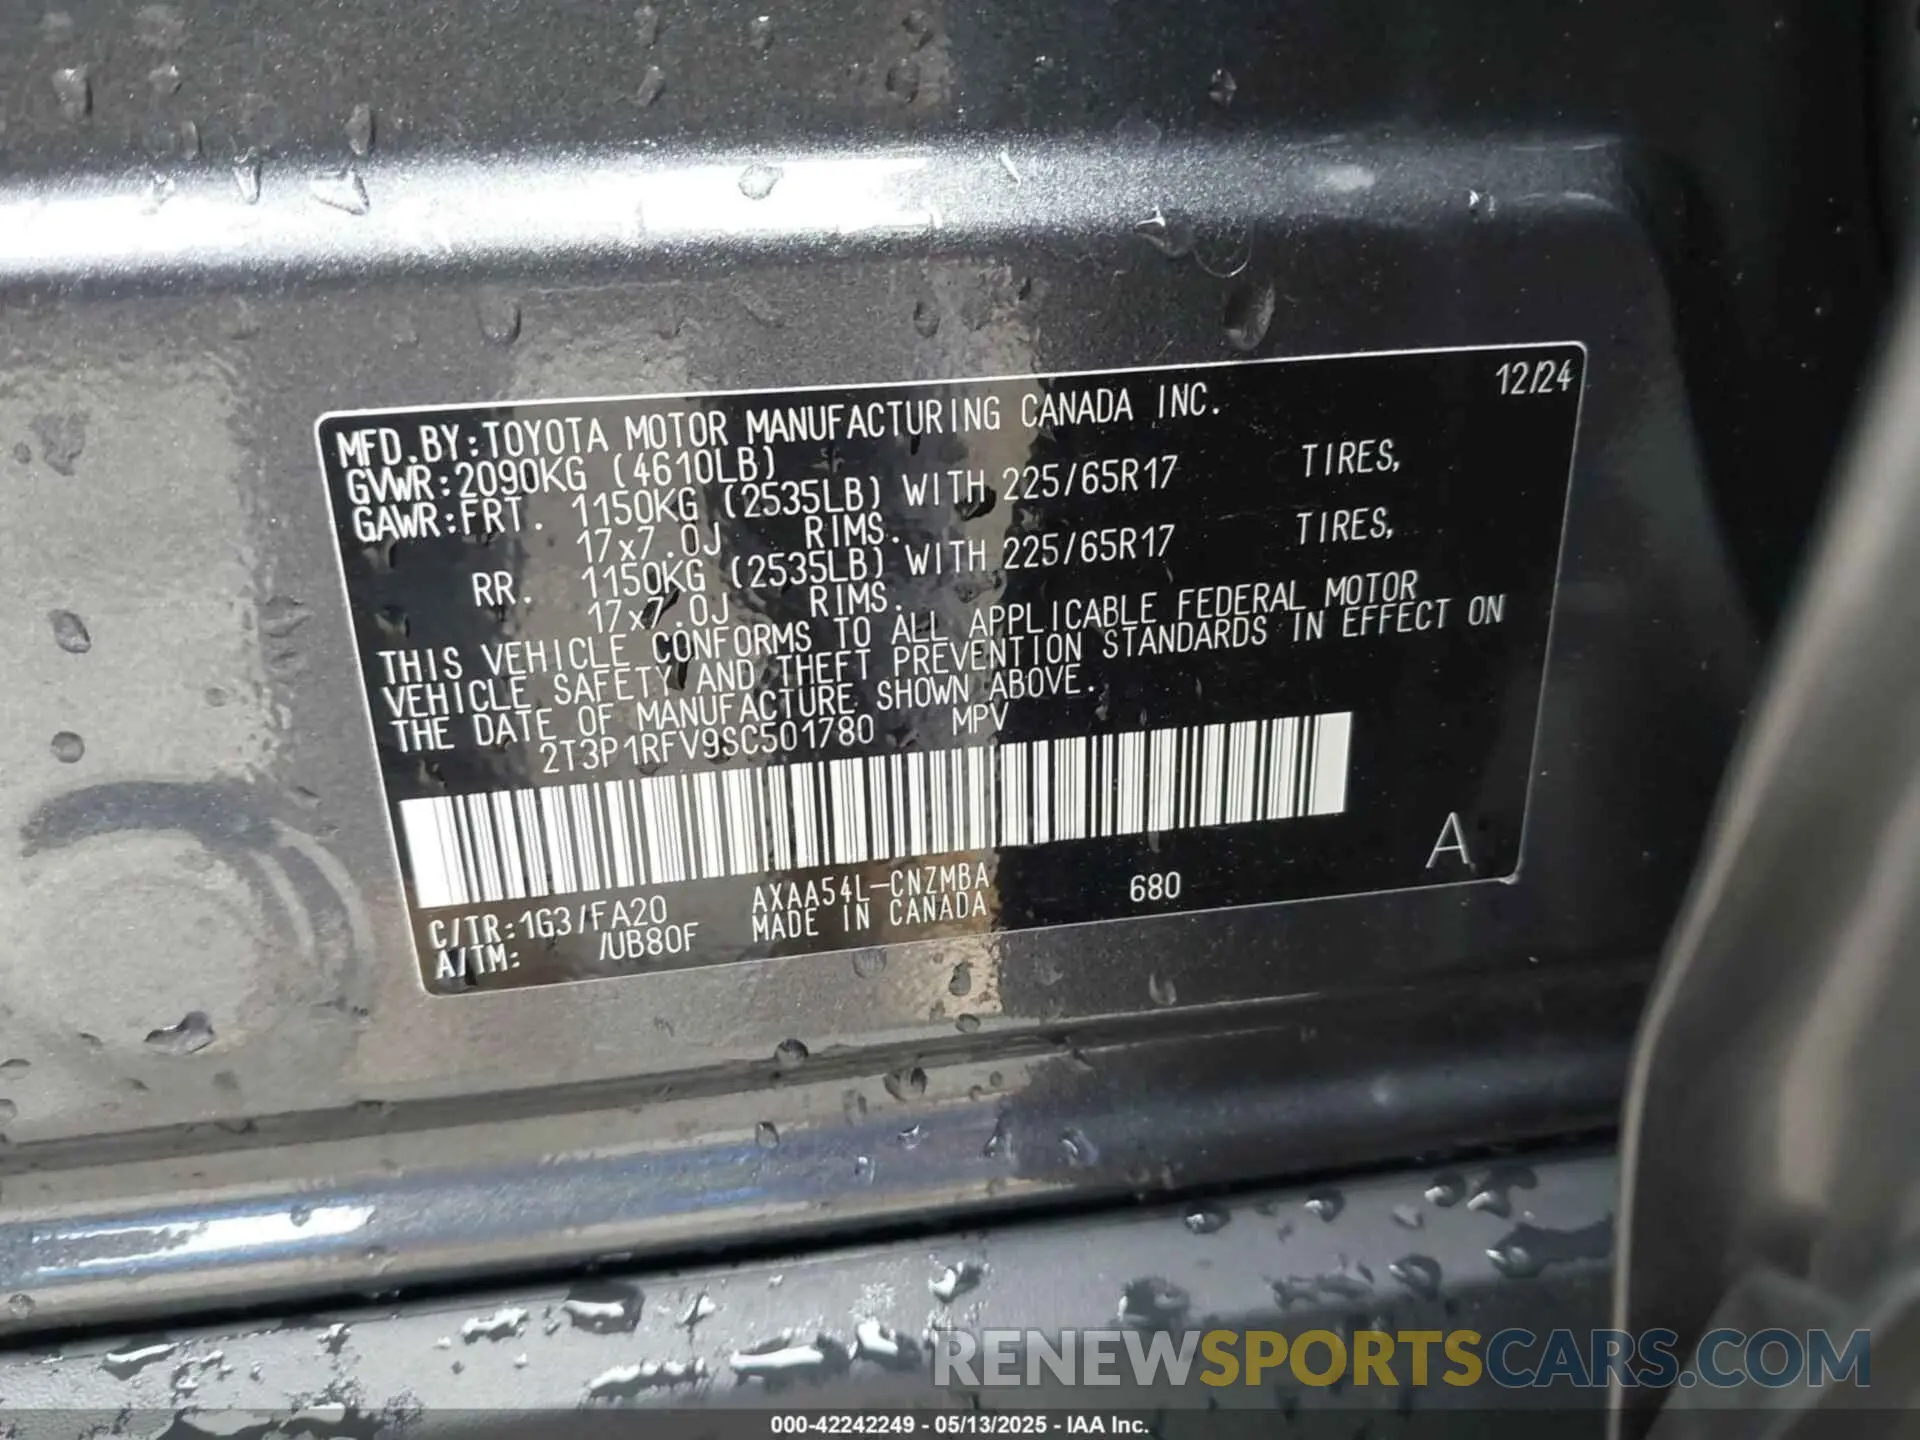 12/24
MFD.BY:TOYOTA MOTOR MANUFACTURING CANADA INC.
GVWR:2090KG (4610LB)
GAWR:FRT. 1150KG (2535LB) WITH 225/65R17 TIRES,
17x7.0J RIMS.
RR. 1150KG (2535LB) WITH 225/65R17 TIRES,
17x7.0J RIMS.
THIS VEHICLE CONFORMS TO ALL APPLICABLE FEDERAL MOTOR
VEHICLE SAFETY AND THEFT PREVENTION STANDARDS IN EFFECT ON
THE DATE OF MANUFACTURE SHOWN ABOVE.
2T3P1RFV9SC501780 MPV
A
C/TR:1G3/FA20 AXAA54L-CNZMBA 680
A/TM: /UB80F MADE IN CANADA
RENEWSPORTSCARS.COM
000-42242249 - 05/13/2025 - IAA Inc.